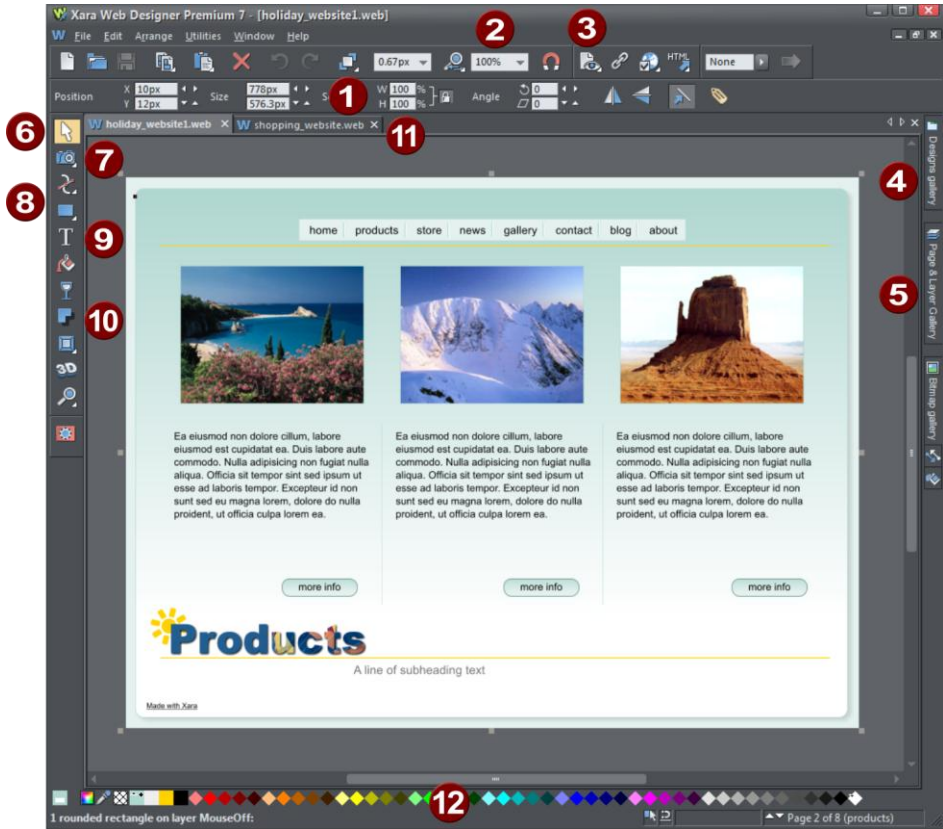 Xara Web Designer Premium 7 - [holiday_website1.web]
File Edit Arrange Utilities Window Help
2
3
0.67px
100%
HTML
None
Position
X 10px
Y 12px
Size
778px
576.3px
1
W 100 %
H 100 %
Angle
0
0
6
holiday_website1.web
shopping_website.web
11
7
8
9
10
T
3D
4
5
Designs gallery
Page & Layer Gallery
Bitmap gallery
home products store news gallery contact blog about
Ea eiusmod non dolore cillum, labore
eiusmod est cupidatat ea. Duis labore aute
commodo. Nulla adipisicing non fugiat nulla
aliqua. Officia sit tempor sint sed ipsum ut
esse ad laboris tempor. Excepteur id non
sunt sed eu magna lorem, dolore do nulla
proident, ut officia culpa lorem ea.
Ea eiusmod non dolore cillum, labore
eiusmod est cupidatat ea. Duis labore aute
commodo. Nulla adipisicing non fugiat nulla
aliqua. Officia sit tempor sint sed ipsum ut
esse ad laboris tempor. Excepteur id non
sunt sed eu magna lorem, dolore do nulla
proident, ut officia culpa lorem ea.
Ea eiusmod non dolore cillum, labore
eiusmod est cupidatat ea. Duis labore aute
commodo. Nulla adipisicing non fugiat nulla
aliqua. Officia sit tempor sint sed ipsum ut
esse ad laboris tempor. Excepteur id non
sunt sed eu magna lorem, dolore do nulla
proident, ut officia culpa lorem ea.
more info
more info
more info
Products
A line of subheading text
Made with Xara
12
1 rounded rectangle on layer MouseOff:
Page 2 of 8 (products)